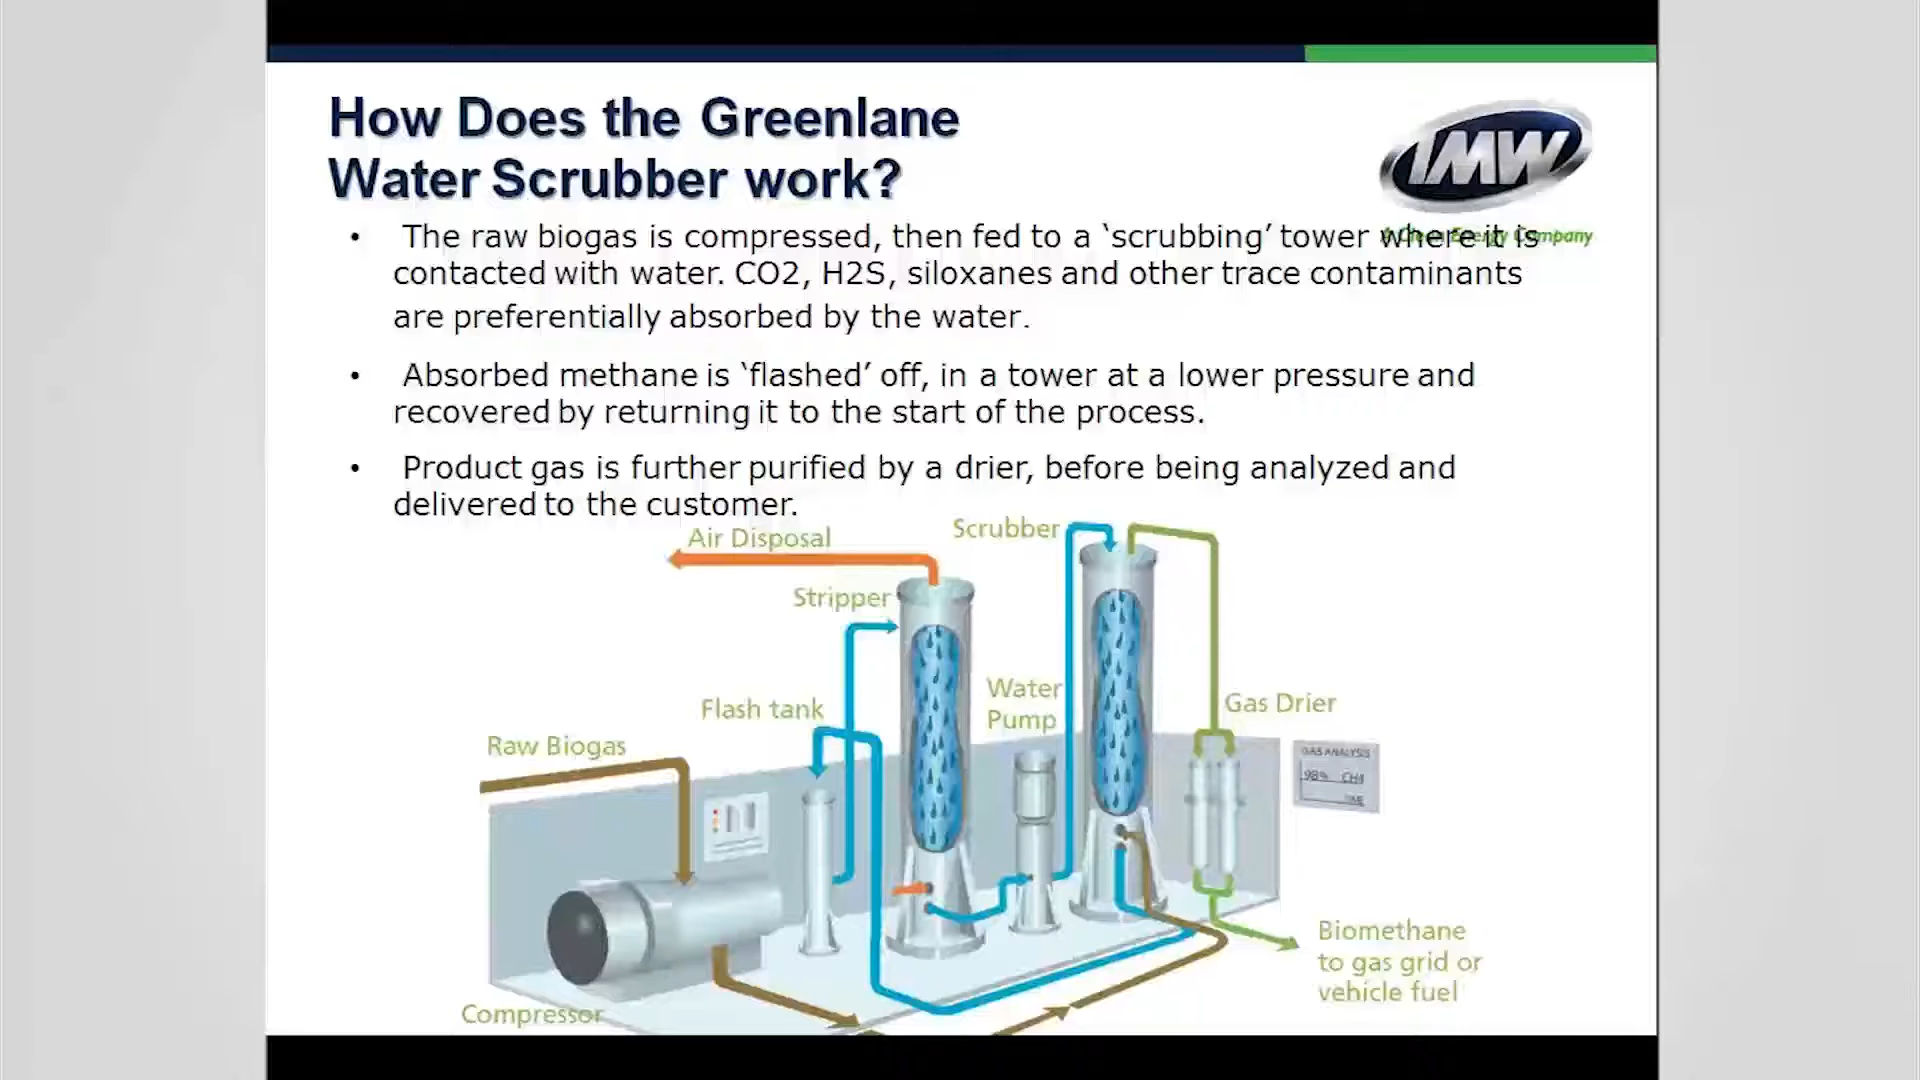 How Does the Greenlane
Water Scrubber work?
IMW
A Clean Energy Company
• The raw biogas is compressed, then fed to a ‘scrubbing’ tower where it is
contacted with water. CO2, H2S, siloxanes and other trace contaminants
are preferentially absorbed by the water.
• Absorbed methane is ‘flashed’ off, in a tower at a lower pressure and
recovered by returning it to the start of the process.
• Product gas is further purified by a drier, before being analyzed and
delivered to the customer.
Air Disposal
Scrubber
Stripper
Water
Pump
Flash tank
Gas Drier
Raw Biogas
GAS ANALYSIS
98% CH4
TIME
Biomethane
to gas grid or
vehicle fuel
Compressor